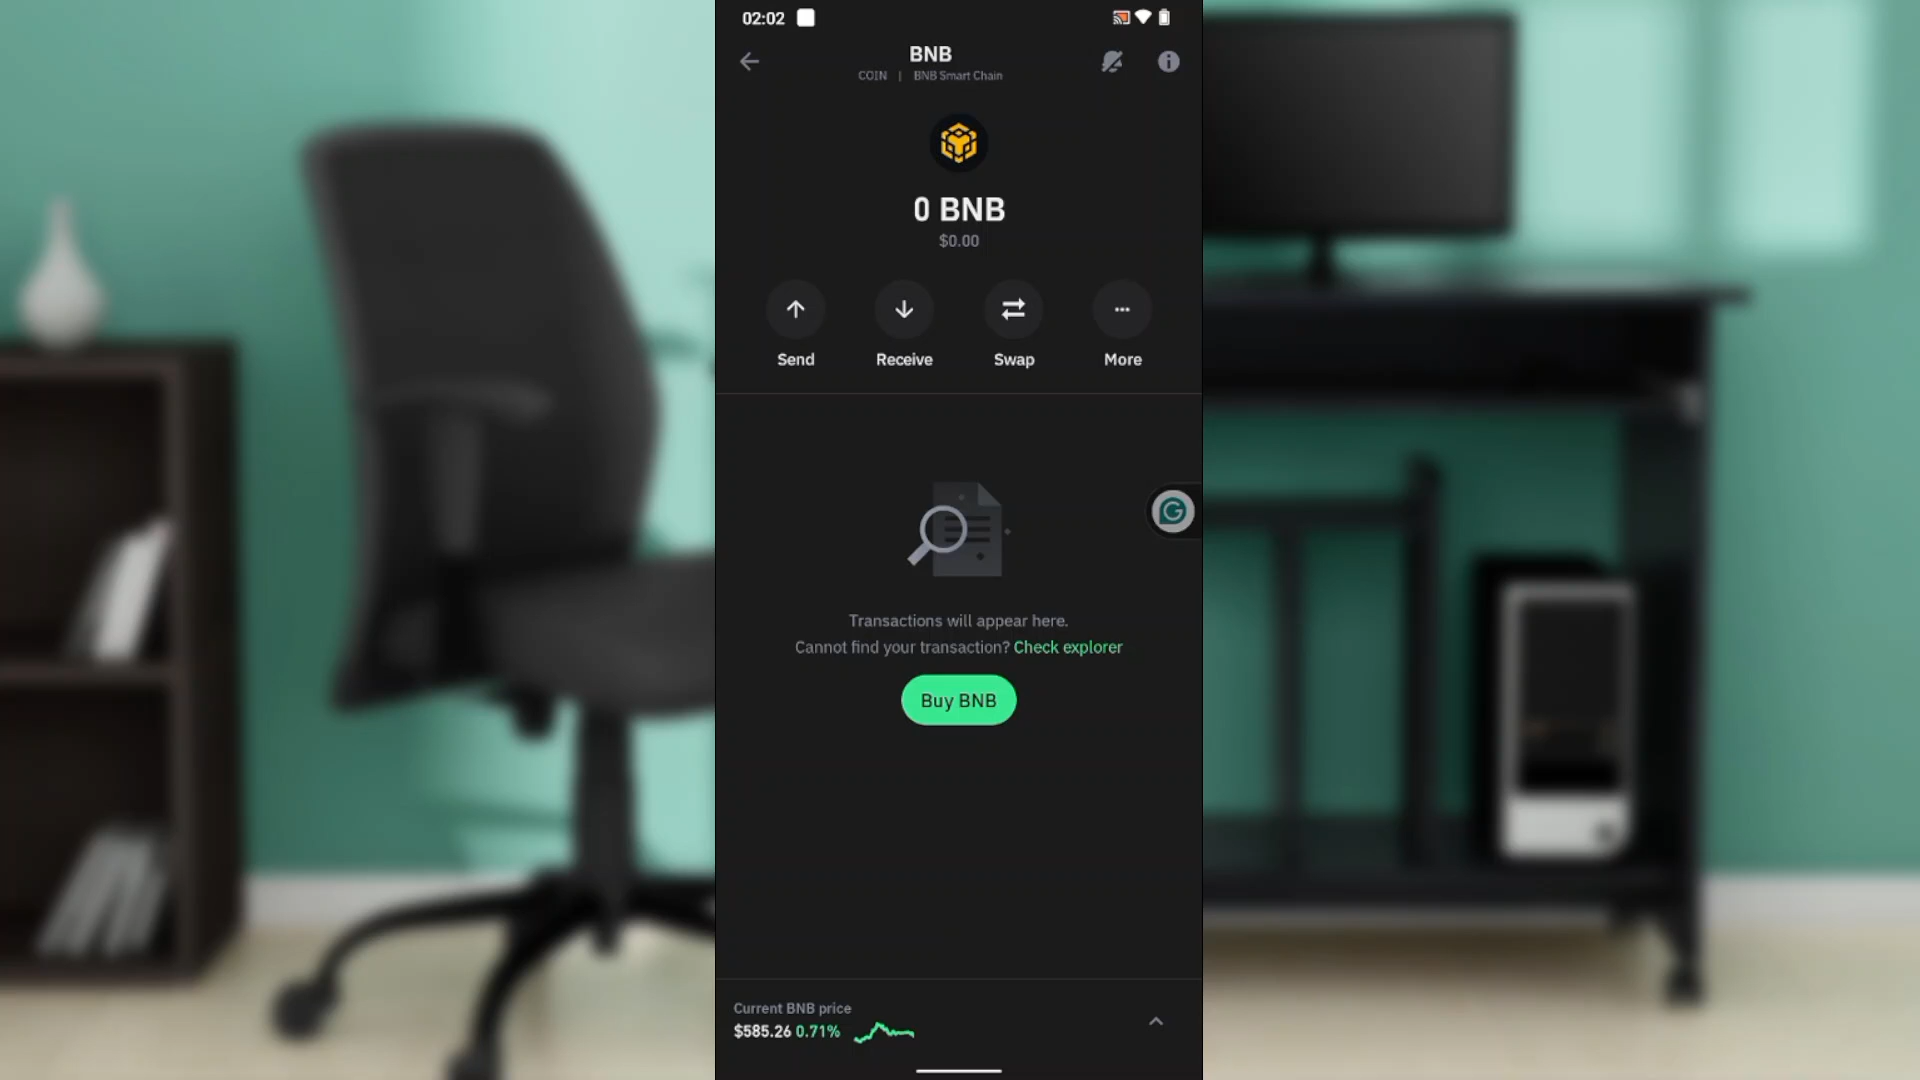 02:02
BNB
COIN | BNB Smart Chain
0 BNB
$0.00
Send
Receive
Swap
More
Transactions will appear here.
Cannot find your transaction? Check explorer
Buy BNB
Current BNB price
$585.26 0.71%